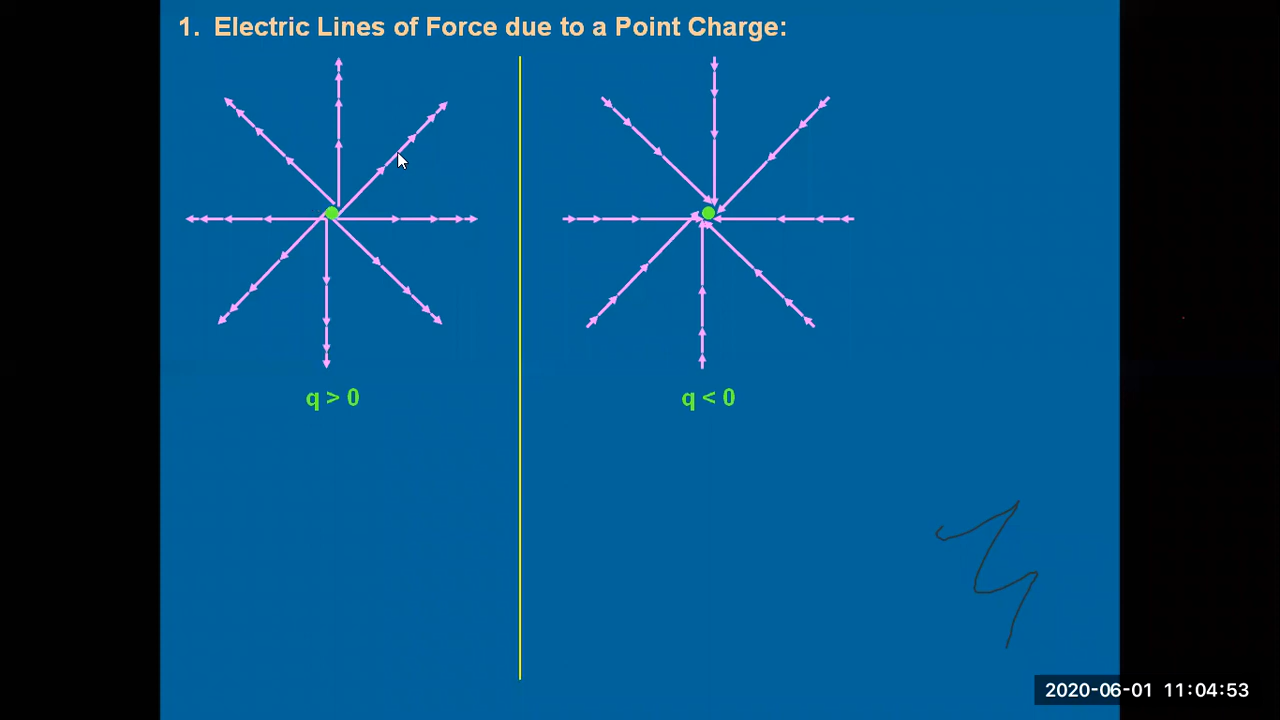 1. Electric Lines of Force due to a Point Charge:
q > 0
q < 0
2020-06-01 11:04:53